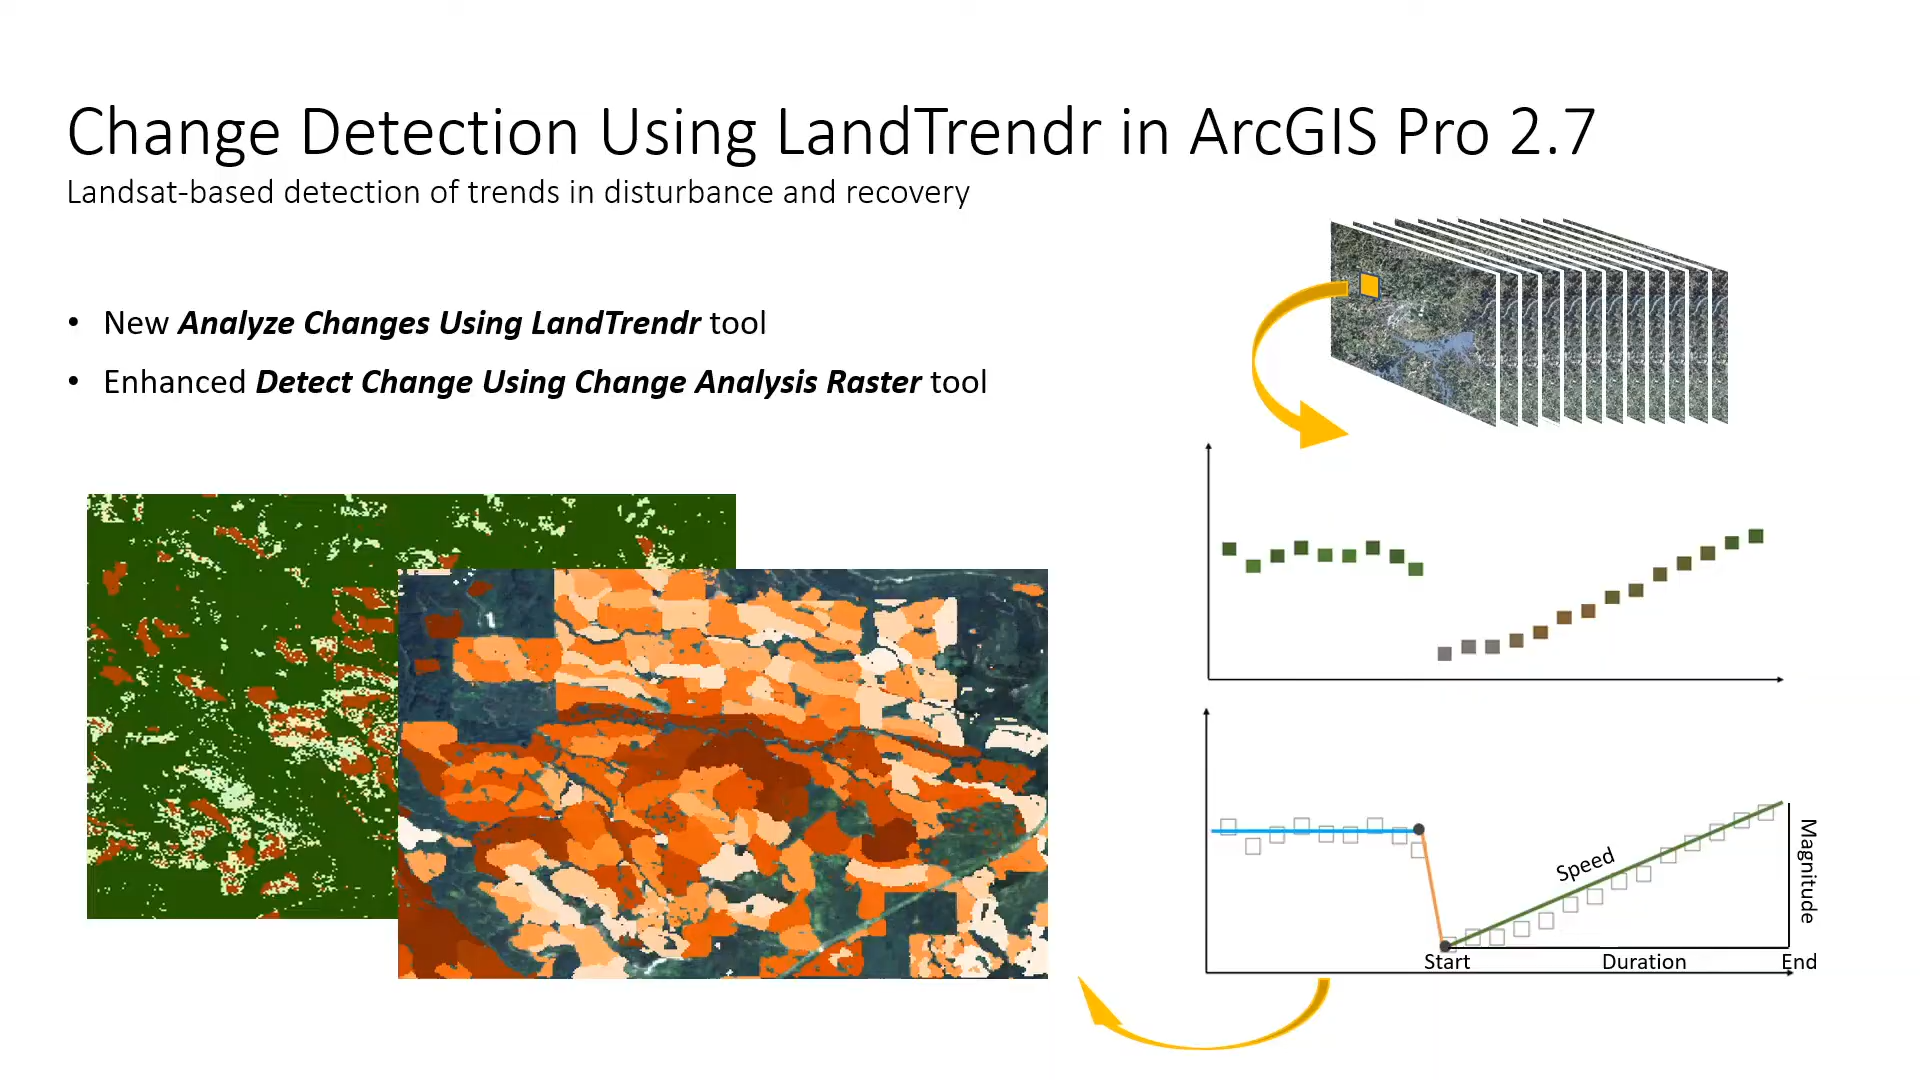 Change Detection Using LandTrendr in ArcGIS Pro 2.7
Landsat-based detection of trends in disturbance and recovery
• New Analyze Changes Using LandTrendr tool
• Enhanced Detect Change Using Change Analysis Raster tool
Speed
Magnitude
Start
Duration
End